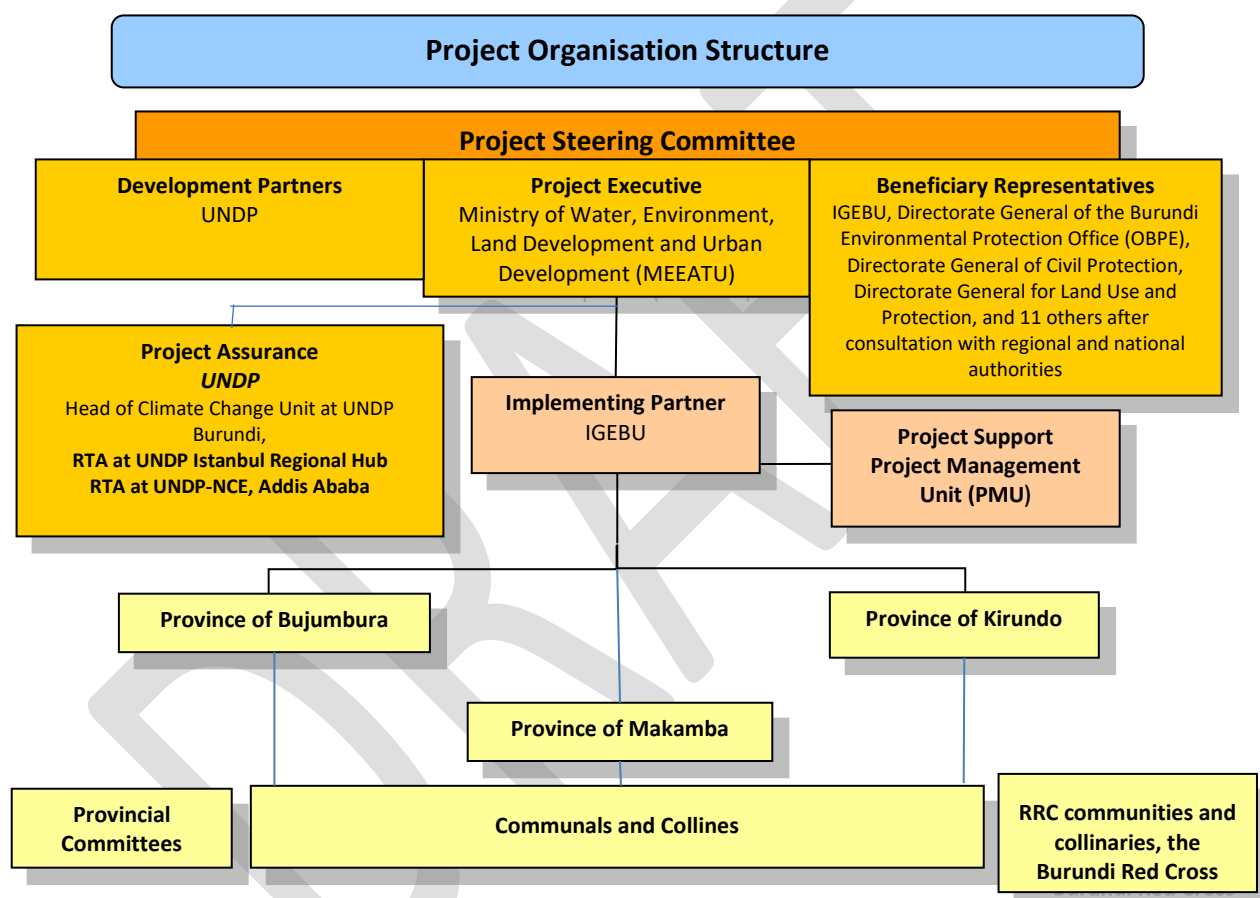 Project Organisation Structure
Project Steering Committee
Development Partners
UNDP
Project Executive
Ministry of Water, Environment,
Land Development and Urban
Development (MEEATU)
Beneficiary Representatives
IGEBU, Directorate General of the Burundi
Environmental Protection Office (OBPE),
Directorate General of Civil Protection,
Directorate General for Land Use and
Protection, and 11 others after
consultation with regional and national
authorities
Project Assurance
UNDP
Head of Climate Change Unit at UNDP
Burundi,
RTA at UNDP Istanbul Regional Hub
RTA at UNDP-NCE, Addis Ababa
Implementing Partner
IGEBU
Project Support
Project Management
Unit (PMU)
Province of Bujumbura
Province of Kirundo
Province of Makamba
Provincial
Committees
Communals and Collines
RRC communities and
collinaries, the
Burundi Red Cross
DRAFT